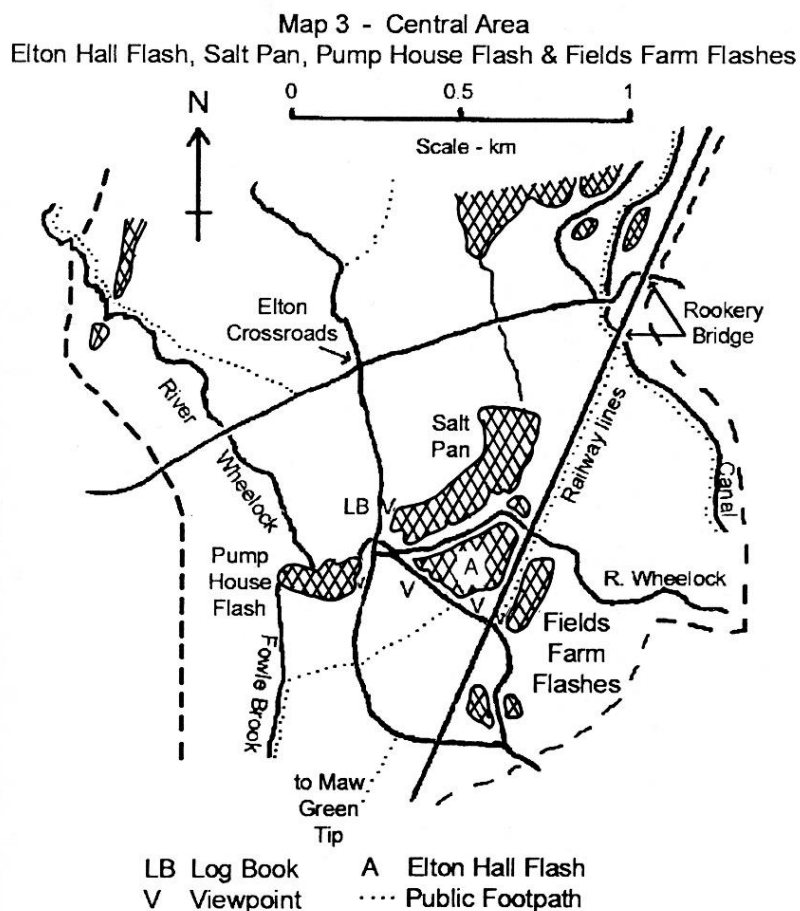 Map 3 - Central Area
Elton Hall Flash, Salt Pan, Pump House Flash & Fields Farm Flashes
N
0 0.5 1
Scale - km
Elton
Crossroads
Rookery
Bridge
River
Wheelock
Salt
Pan
Railway lines
Canal
LB V
Pump
House
Flash
V
A
V
V
V
R. Wheelock
Fields
Farm
Flashes
Fowle Brook
to Maw
Green
Tip
LB Log Book A Elton Hall Flash
V Viewpoint ···· Public Footpath